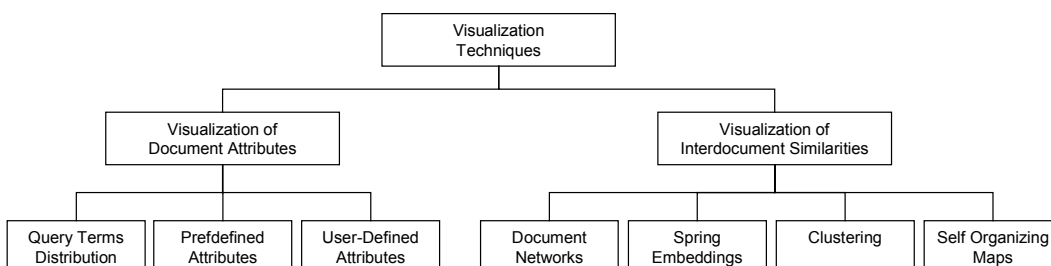 Visualization
Techniques
Visualization of
Document Attributes
Visualization of
Interdocument Similarities
Query Terms
Distribution
Prefdefined
Attributes
User-Defined
Attributes
Document
Networks
Spring
Embeddings
Clustering
Self Organizing
Maps